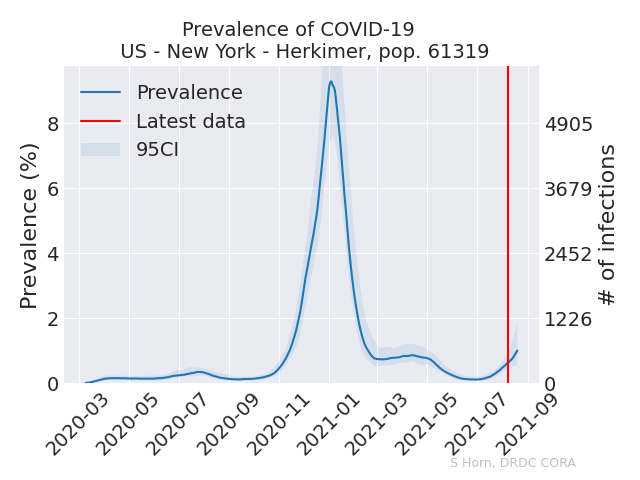 Prevalence of COVID-19
US - New York - Herkimer, pop. 61319
Prevalence
Latest data
95CI
Prevalence (%)
8
6
4
2
0
4905
3679
2452
1226
0
# of infections
2020-03
2020-05
2020-07
2020-09
2020-11
2021-01
2021-03
2021-05
2021-07
2021-09
S Horn, DRDC CORA